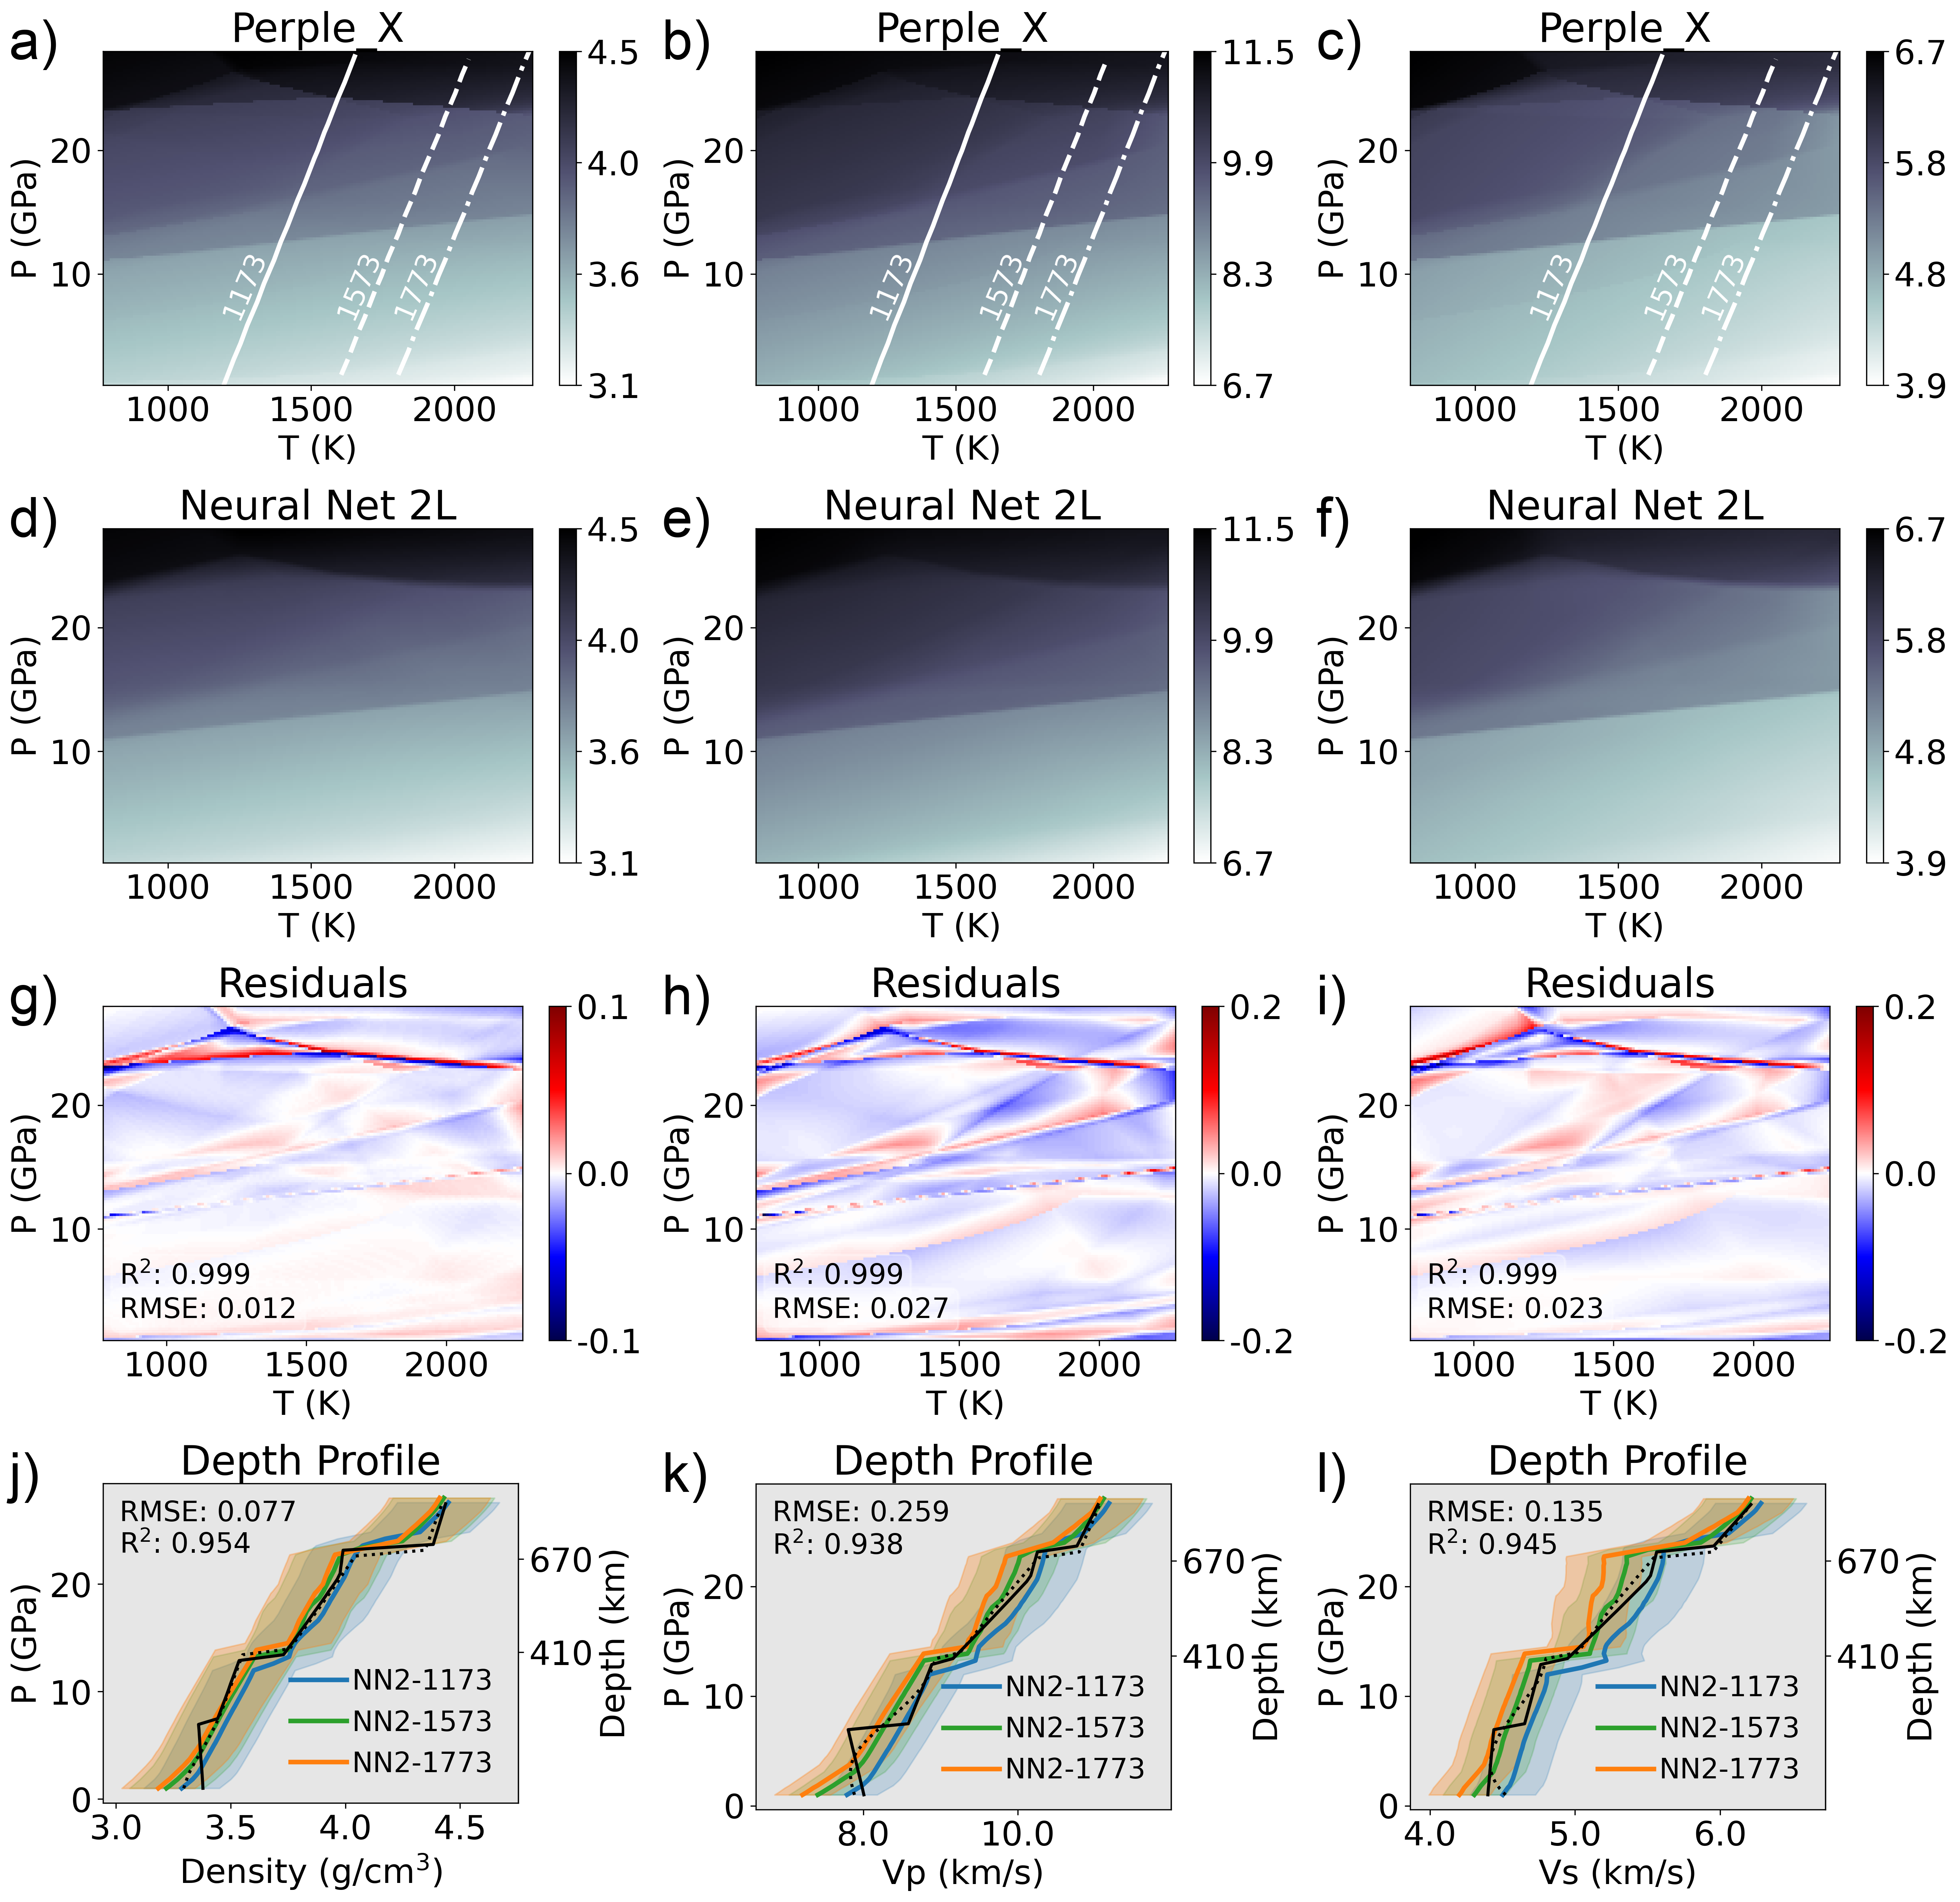 a)
Perple_X
P (GPa)
20
10
1173
1573
1773
1000 1500 2000
T (K)
4.5
4.0
3.6
3.1
b)
Perple_X
P (GPa)
20
10
1173
1573
1773
1000 1500 2000
T (K)
11.5
9.9
8.3
6.7
c)
Perple_X
P (GPa)
20
10
1173
1573
1773
1000 1500 2000
T (K)
6.7
5.8
4.8
3.9
d)
Neural Net 2L
P (GPa)
20
10
1000 1500 2000
T (K)
4.5
4.0
3.6
3.1
e)
Neural Net 2L
P (GPa)
20
10
1000 1500 2000
T (K)
11.5
9.9
8.3
6.7
f)
Neural Net 2L
P (GPa)
20
10
1000 1500 2000
T (K)
6.7
5.8
4.8
3.9
g)
Residuals
P (GPa)
20
10
R²: 0.999
RMSE: 0.012
1000 1500 2000
T (K)
0.1
0.0
-0.1
h)
Residuals
P (GPa)
20
10
R²: 0.999
RMSE: 0.027
1000 1500 2000
T (K)
0.2
0.0
-0.2
i)
Residuals
P (GPa)
20
10
R²: 0.999
RMSE: 0.023
1000 1500 2000
T (K)
0.2
0.0
-0.2
j)
Depth Profile
RMSE: 0.077
R²: 0.954
P (GPa)
20
10
0
670
410
Depth (km)
NN2-1173
NN2-1573
NN2-1773
3.0 3.5 4.0 4.5
Density (g/cm³)
k)
Depth Profile
RMSE: 0.259
R²: 0.938
P (GPa)
20
10
0
670
410
Depth (km)
NN2-1173
NN2-1573
NN2-1773
8.0 10.0
Vp (km/s)
l)
Depth Profile
RMSE: 0.135
R²: 0.945
P (GPa)
20
10
0
670
410
Depth (km)
NN2-1173
NN2-1573
NN2-1773
4.0 5.0 6.0
Vs (km/s)